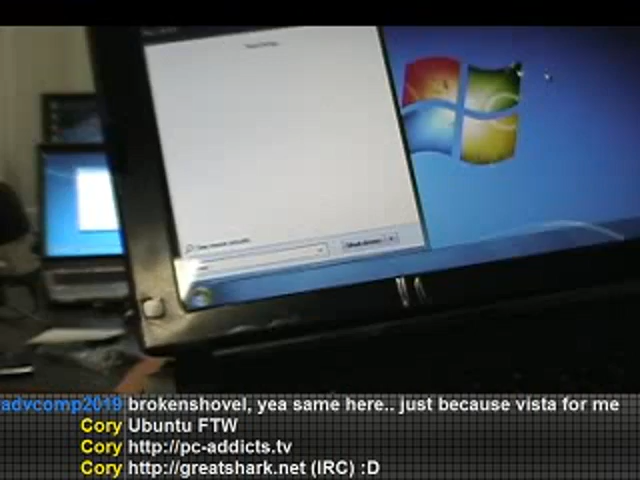 advcomp2019 brokenshovel, yea same here.. just because vista for me
Cory Ubuntu FTW
Cory http://pc-addicts.tv
Cory http://greatshark.net (IRC) :D